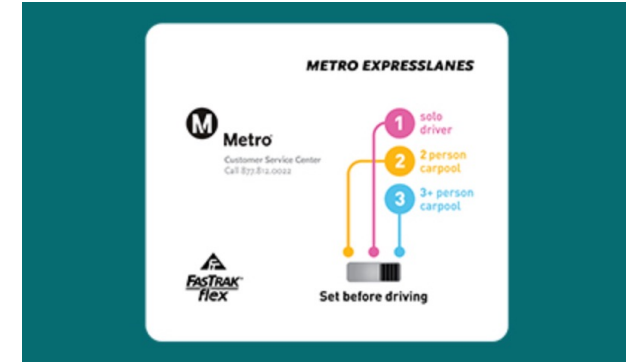 METRO EXPRESSLANES
M
Metro
Customer Service Center
Call 877.812.0022
1 solo
driver
2 2 person
carpool
3 3+ person
carpool
FASTRAK
flex
Set before driving